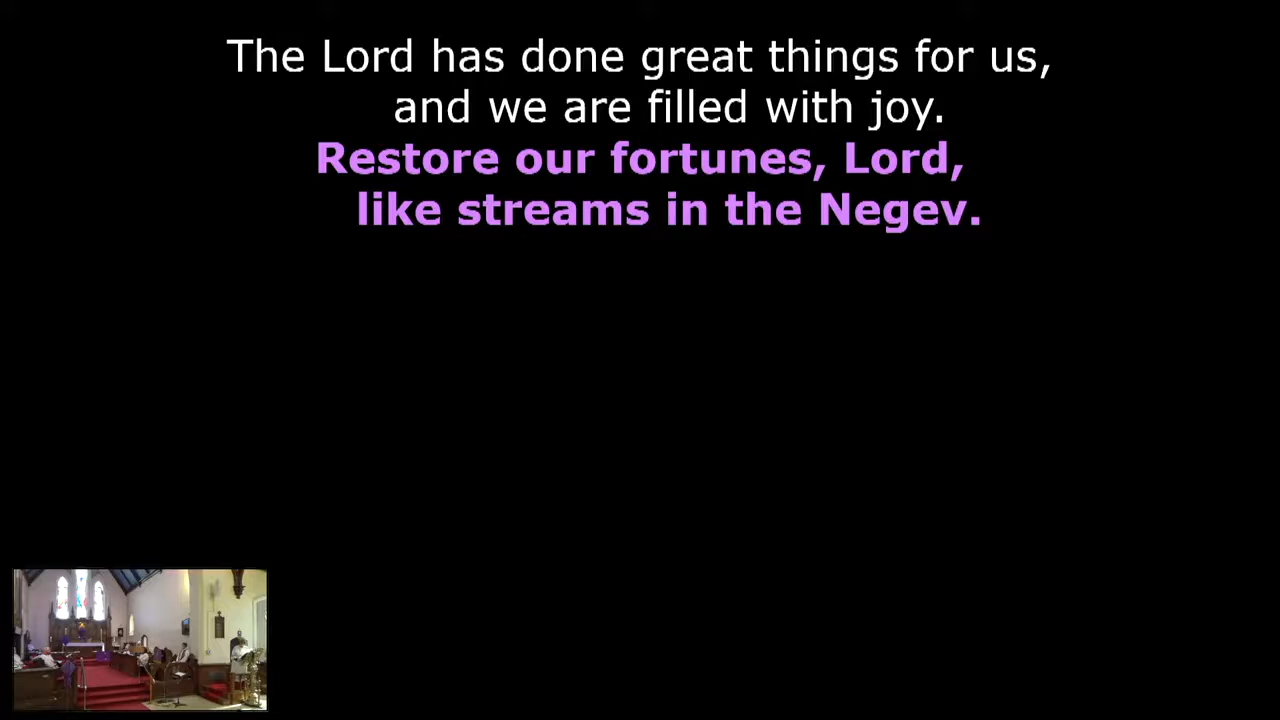 The Lord has done great things for us,
and we are filled with joy.
Restore our fortunes, Lord,
like streams in the Negev.